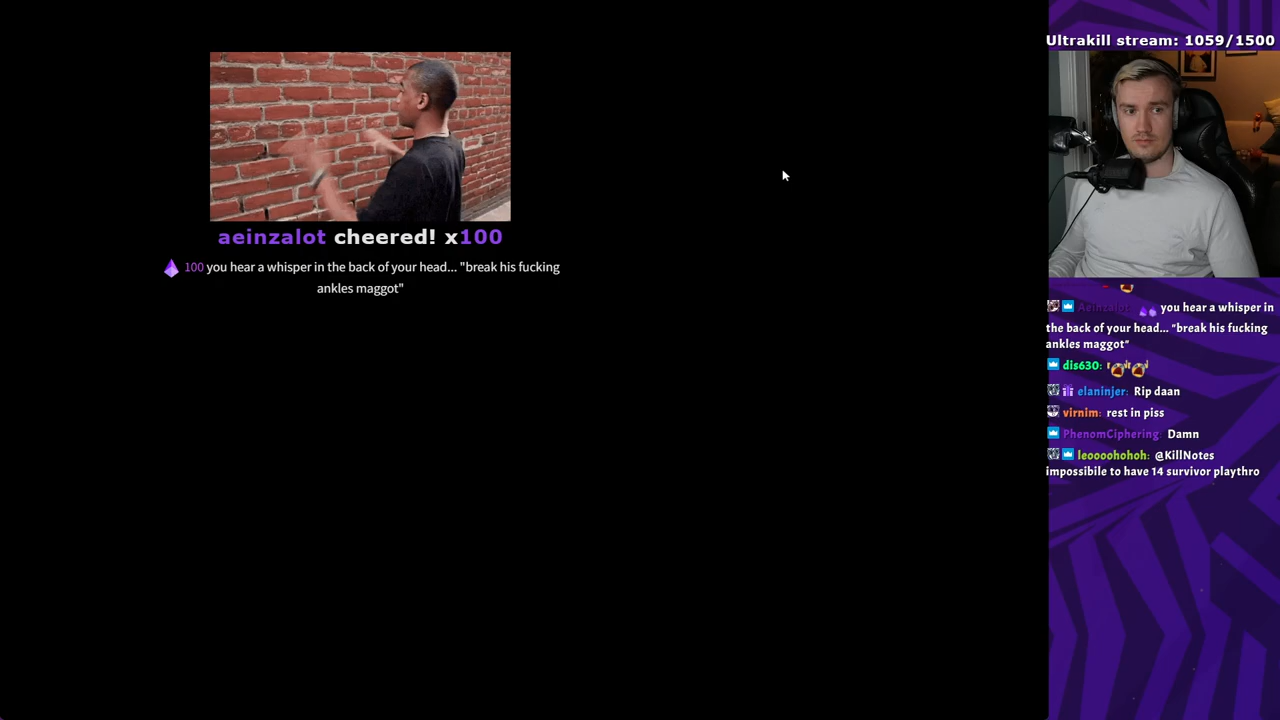 Ultrakill stream: 1059/1500
aeinzalot cheered! x100
100 you hear a whisper in the back of your head... "break his fucking
ankles maggot"
Aeinzalot: you hear a whisper in
the back of your head... "break his fucking
ankles maggot"
dis630:
elaninjer: Rip daan
virnim: rest in piss
PhenomCiphering: Damn
leoooohohoh: @KillNotes
impossibile to have 14 survivor playthro